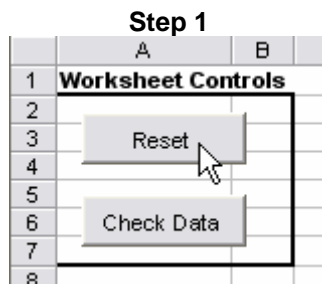 Step 1
A B
1 Worksheet Controls
2
3 Reset
4
5
6 Check Data
7
8